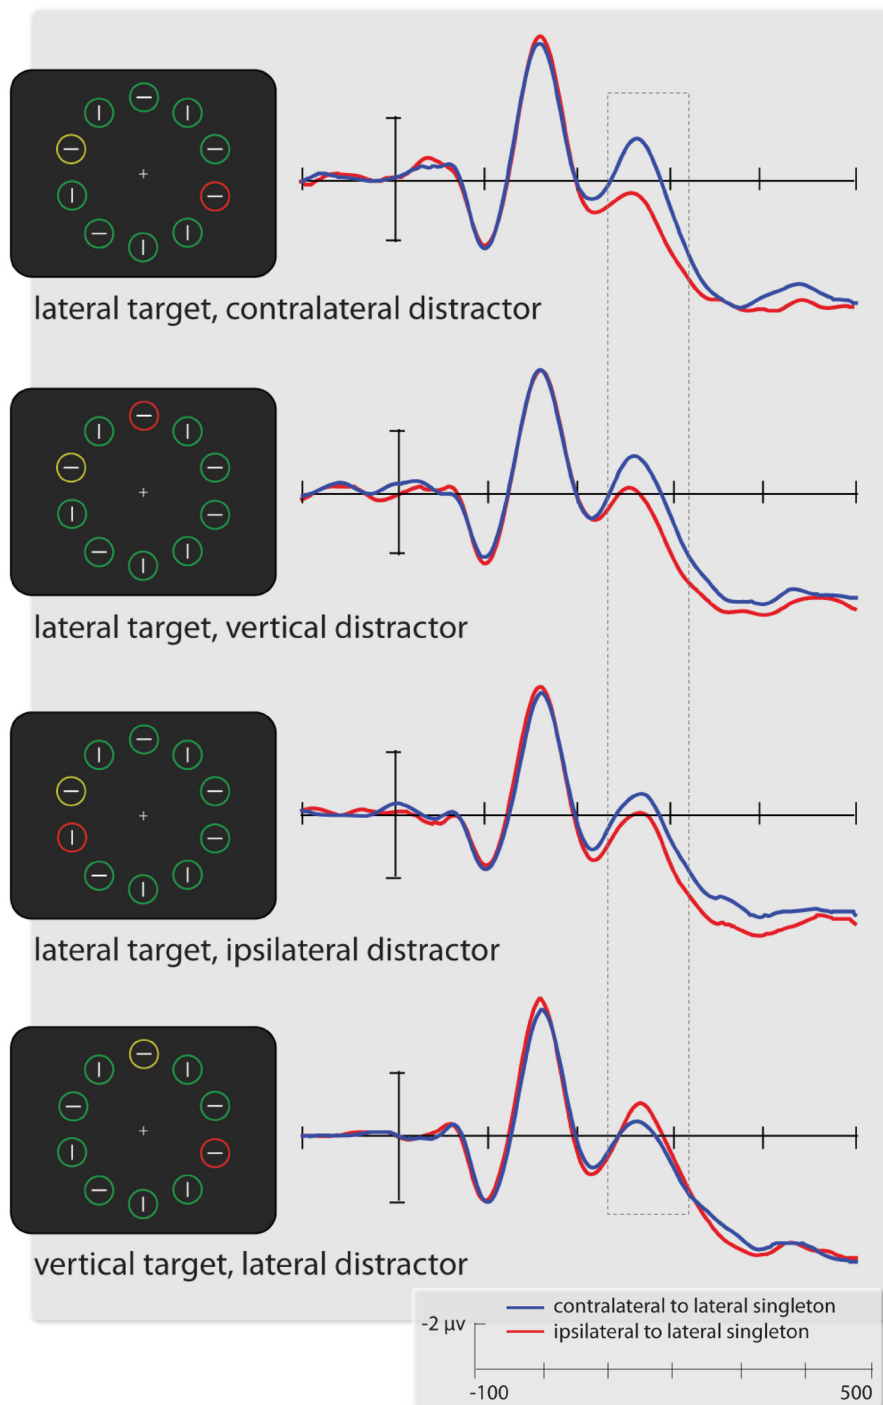 lateral target, contralateral distractor
lateral target, vertical distractor
lateral target, ipsilateral distractor
vertical target, lateral distractor
contralateral to lateral singleton
-2 μv
ipsilateral to lateral singleton
-100
500